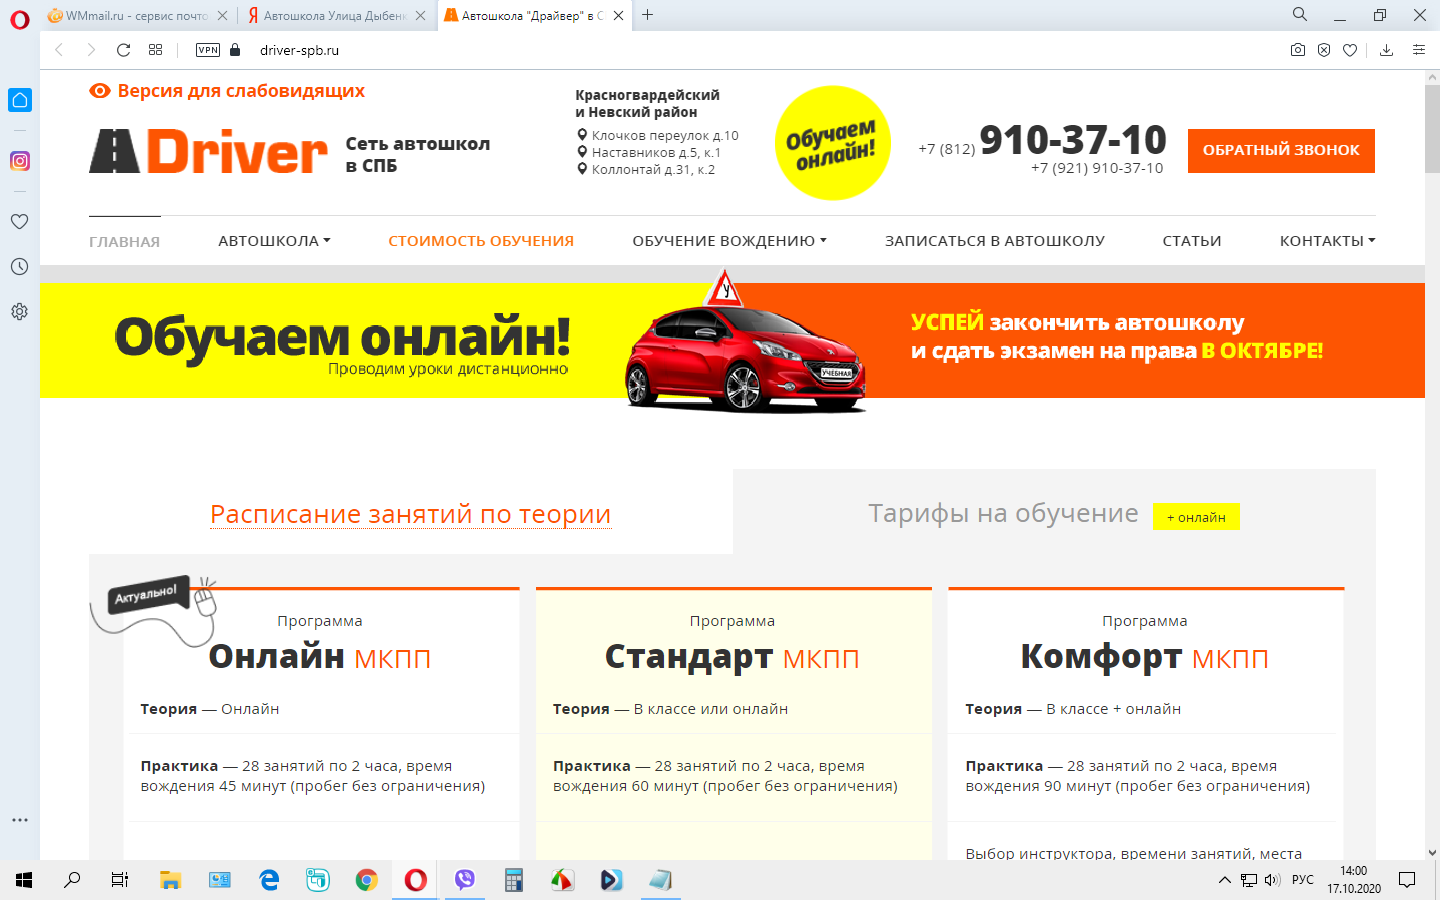 WMmail.ru - сервис почто
Автошкола Улица Дыбен
Автошкола "Драйвер" в С
VPN
driver-spb.ru
Версия для слабовидящих
Driver
Сеть автошкол
в СПБ
Красногвардейский
и Невский район
Клочков переулок д.10
Наставников д.5, к.1
Коллонтай д.31, к.2
Обучаем
онлайн!
+7 (812) 910-37-10
+7 (921) 910-37-10
ОБРАТНЫЙ ЗВОНОК
ГЛАВНАЯ
АВТОШКОЛА
СТОИМОСТЬ ОБУЧЕНИЯ
ОБУЧЕНИЕ ВОЖДЕНИЮ
ЗАПИСАТЬСЯ В АВТОШКОЛУ
СТАТЬИ
КОНТАКТЫ
Обучаем онлайн!
Проводим уроки дистанционно
У
УЧЕБНАЯ
УСПЕЙ закончить автошколу
и сдать экзамен на права В ОКТЯБРЕ!
Расписание занятий по теории
Тарифы на обучение
+ онлайн
Актуально!
Программа
Онлайн МКПП
Теория — Онлайн
Практика — 28 занятий по 2 часа, время
вождения 45 минут (пробег без ограничения)
Программа
Стандарт МКПП
Теория — В классе или онлайн
Практика — 28 занятий по 2 часа, время
вождения 60 минут (пробег без ограничения)
Программа
Комфорт МКПП
Теория — В классе + онлайн
Практика — 28 занятий по 2 часа, время
вождения 90 минут (пробег без ограничения)
Выбор инструктора, времени занятий, места
РУС
14:00
17.10.2020